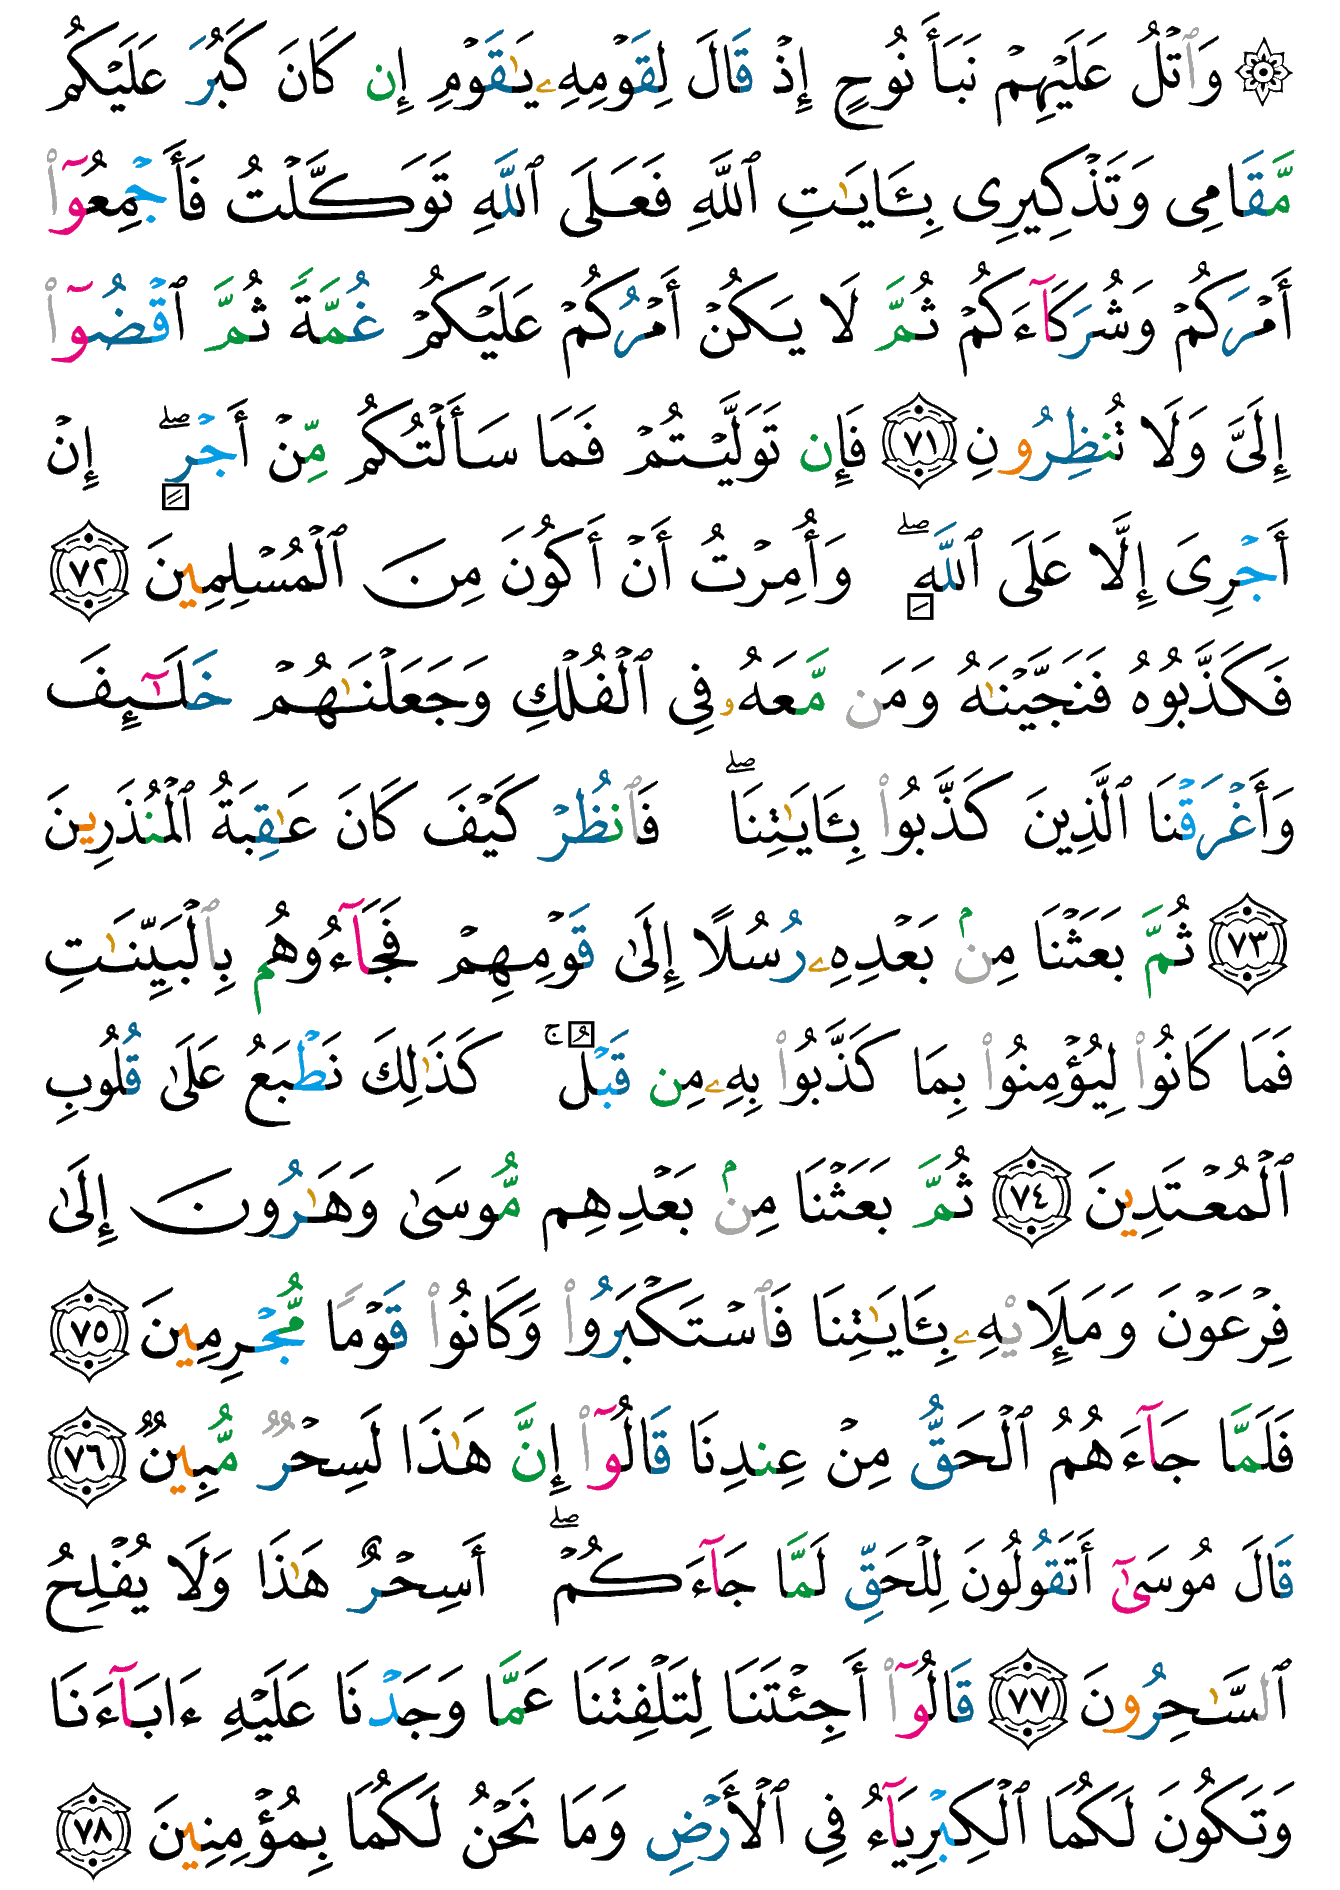 ۞ وَٱتۡلُ عَلَيۡهِمۡ نَبَأَ نُوحٍ إِذۡ قَالَ لِقَوۡمِهِۦ يَٰقَوۡمِ إِن كَانَ كَبُرَ عَلَيۡكُم
مَّقَامِي وَتَذۡكِيرِي بِـَٔايَٰتِ ٱللَّهِ فَعَلَى ٱللَّهِ تَوَكَّلۡتُ فَأَجۡمِعُوٓاْ
أَمۡرَكُمۡ وَشُرَكَآءَكُمۡ ثُمَّ لَا يَكُنۡ أَمۡرُكُمۡ عَلَيۡكُمۡ غُمَّةٗ ثُمَّ ٱقۡضُوٓاْ
إِلَيَّ وَلَا تُنظِرُونِ ٧١ فَإِن تَوَلَّيۡتُمۡ فَمَا سَأَلۡتُكُم مِّنۡ أَجۡرٍۖ إِنۡ
أَجۡرِيَ إِلَّا عَلَى ٱللَّهِۖ وَأُمِرۡتُ أَنۡ أَكُونَ مِنَ ٱلۡمُسۡلِمِينَ ٧٢
فَكَذَّبُوهُ فَنَجَّيۡنَٰهُ وَمَن مَّعَهُۥ فِي ٱلۡفُلۡكِ وَجَعَلۡنَٰهُمۡ خَلَٰٓئِفَ
وَأَغۡرَقۡنَا ٱلَّذِينَ كَذَّبُواْ بِـَٔايَٰتِنَاۖ فَٱنظُرۡ كَيۡفَ كَانَ عَٰقِبَةُ ٱلۡمُنذَرِينَ
٧٣ ثُمَّ بَعَثۡنَا مِنۢ بَعۡدِهِۦ رُسُلًا إِلَىٰ قَوۡمِهِمۡ فَجَآءُوهُم بِٱلۡبَيِّنَٰتِ
فَمَا كَانُواْ لِيُؤۡمِنُواْ بِمَا كَذَّبُواْ بِهِۦ مِن قَبۡلُۚ كَذَٰلِكَ نَطۡبَعُ عَلَىٰ قُلُوبِ
ٱلۡمُعۡتَدِينَ ٧٤ ثُمَّ بَعَثۡنَا مِنۢ بَعۡدِهِم مُّوسَىٰ وَهَٰرُونَ إِلَىٰ
فِرۡعَوۡنَ وَمَلَإِيْهِۦ بِـَٔايَٰتِنَا فَٱسۡتَكۡبَرُواْ وَكَانُواْ قَوۡمٗا مُّجۡرِمِينَ ٧٥
فَلَمَّا جَآءَهُمُ ٱلۡحَقُّ مِنۡ عِندِنَا قَالُوٓاْ إِنَّ هَٰذَا لَسِحۡرٞ مُّبِينٞ ٧٦
قَالَ مُوسَىٰٓ أَتَقُولُونَ لِلۡحَقِّ لَمَّا جَآءَكُمۡۖ أَسِحۡرٌ هَٰذَا وَلَا يُفۡلِحُ
ٱلسَّٰحِرُونَ ٧٧ قَالُوٓاْ أَجِئۡتَنَا لِتَلۡفِتَنَا عَمَّا وَجَدۡنَا عَلَيۡهِ ءَابَآءَنَا
وَتَكُونَ لَكُمَا ٱلۡكِبۡرِيَآءُ فِي ٱلۡأَرۡضِ وَمَا نَحۡنُ لَكُمَا بِمُؤۡمِنِينَ ٧٨